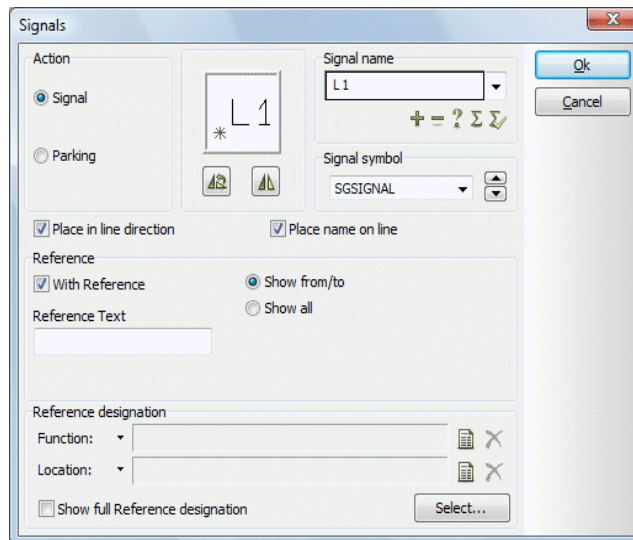 Signals
Action
Signal
Parking
L1
Signal name
L1
Signal symbol
SGSIGNAL
Ok
Cancel
Place in line direction
Place name on line
Reference
With Reference
Show from/to
Show all
Reference Text
Reference designation
Function:
Location:
Show full Reference designation
Select...